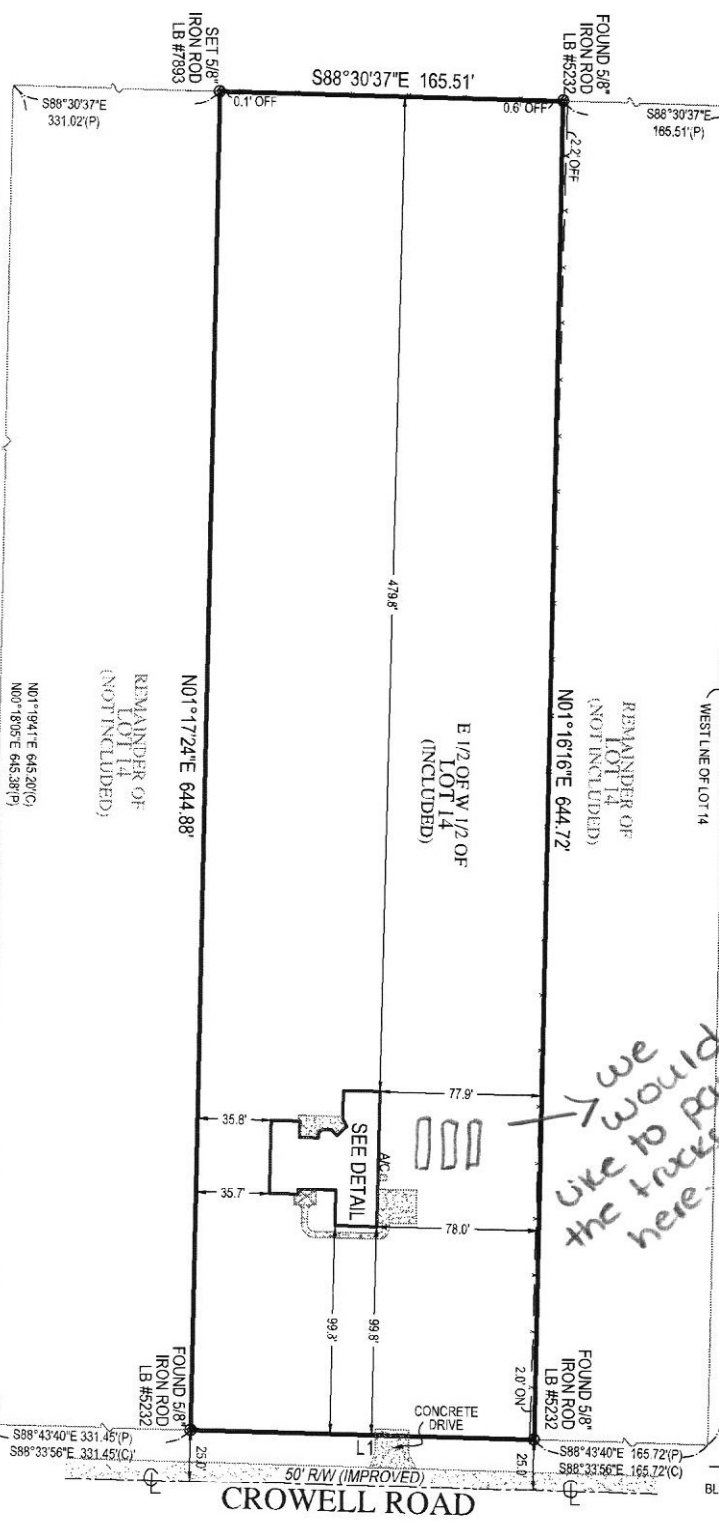 SET 5/8"
IRON ROD
LB #7893
S88°30'37"E 165.51'
FOUND 5/8"
IRON ROD
LB #5232
S88°30'37"E
331.02'(P)
0.1' OFF
0.6' OFF
S88°30'37"E
165.51'(P)
2.2' OFF
479.8'
N01°19'41"E 645.20'(C)
N00°18'05"E 645.38'(P)
REMAINDER OF
LOT 14
(NOT INCLUDED)
N01°17'24"E 644.88'
E 1/2 OF W 1/2 OF
LOT 14
(INCLUDED)
N01°16'16"E 644.72'
REMAINDER OF
LOT 14
(NOT INCLUDED)
WEST LINE OF LOT 14
we
would
like to
the trucks
here.
35.8'
77.9'
SEE DETAIL
A/C
35.7'
78.0'
99.3'
99.8'
FOUND 5/8"
IRON ROD
LB #5232
CONCRETE
DRIVE
2.0' ON
FOUND 5/8"
IRON ROD
LB #5232
L1
S88°43'40"E 331.45'(P)
S88°33'56"E 331.45'(C)
25.0'
25.0'
S88°43'40"E 165.72'(P)
S88°33'56"E 165.72'(C)
50' R/W (IMPROVED)
BL
CROWELL ROAD